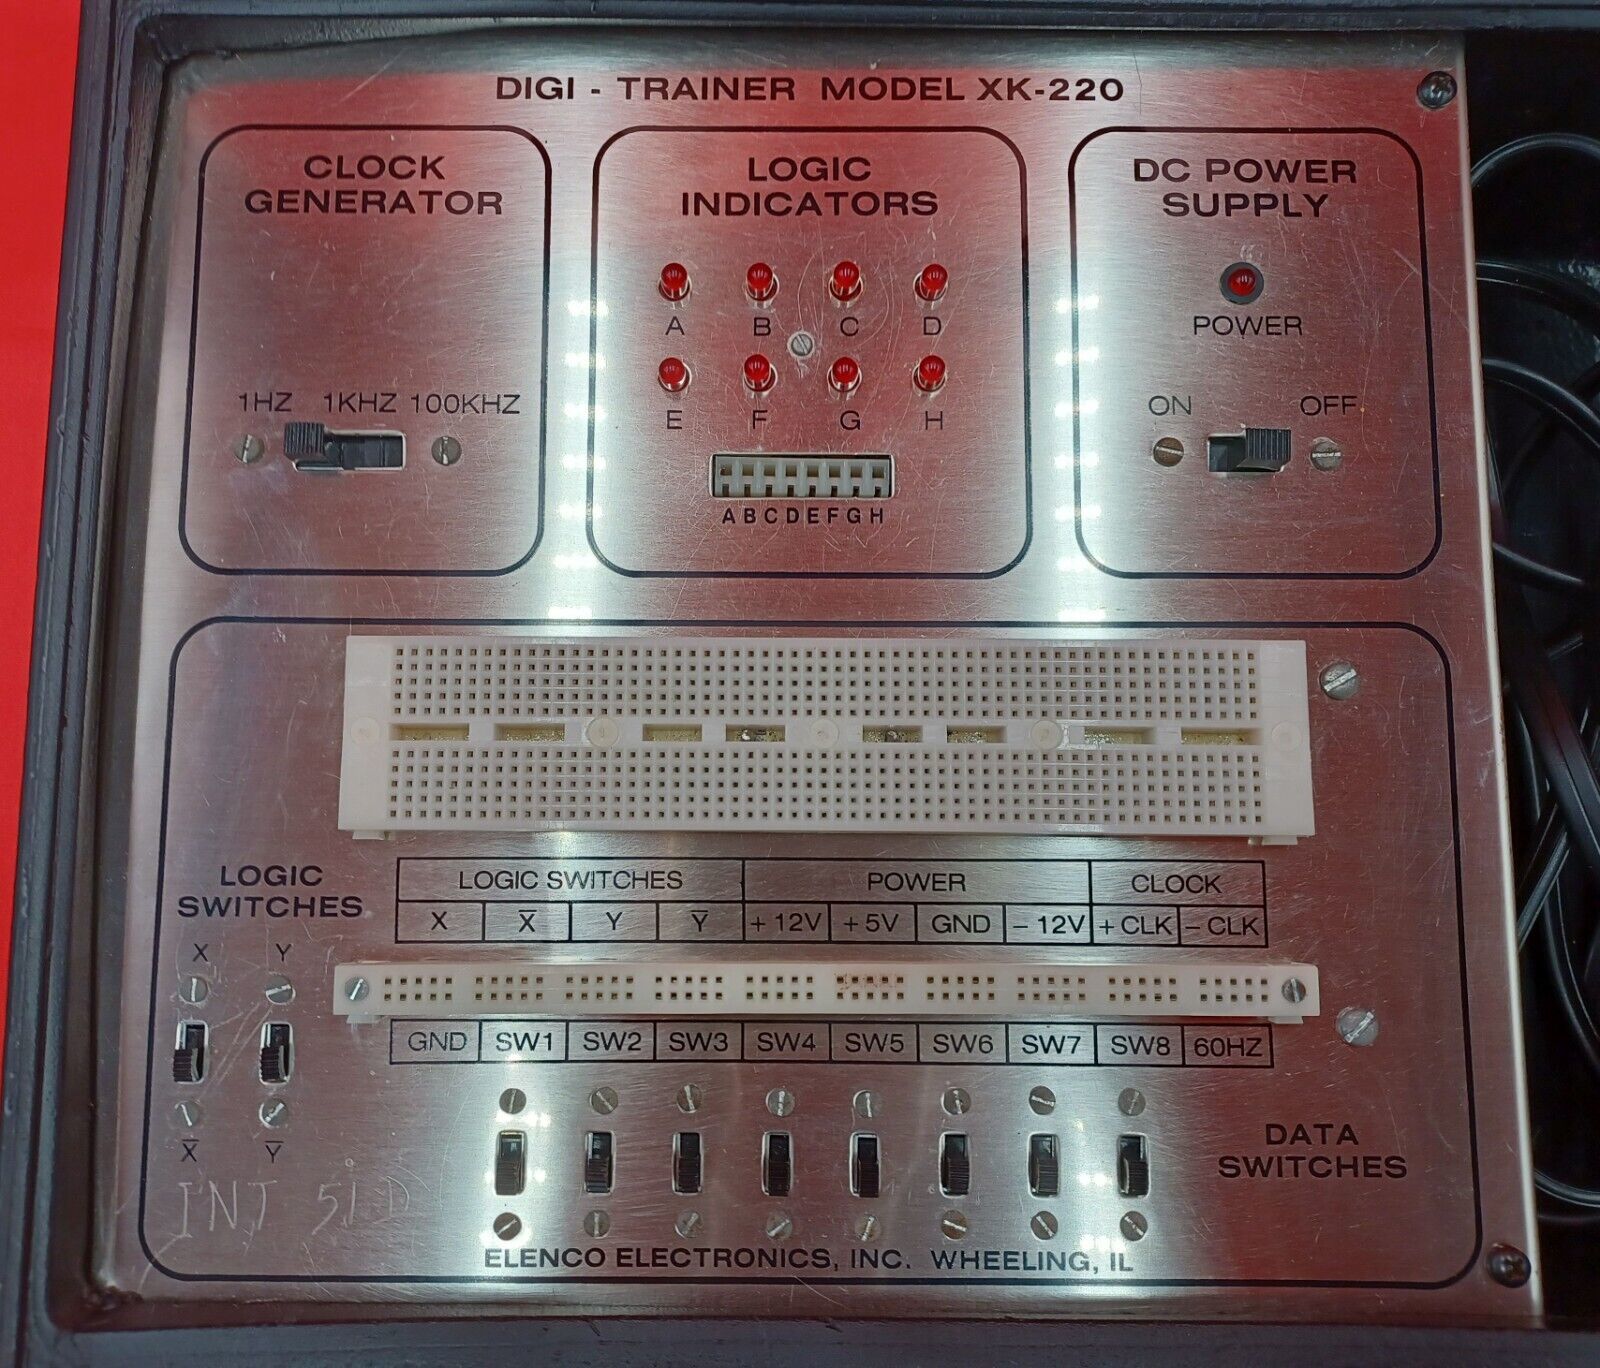 DIGI - TRAINER MODEL XK-220
CLOCK
GENERATOR
1HZ 1KHZ 100KHZ
LOGIC
INDICATORS
A B C D
E F G H
A B C D E F G H
DC POWER
SUPPLY
POWER
ON OFF
LOGIC SWITCHES POWER CLOCK
X X̅ Y Y̅ + 12V + 5V GND – 12V + CLK – CLK
LOGIC
SWITCHES
X Y
X̅ Y̅
GND SW1 SW2 SW3 SW4 SW5 SW6 SW7 SW8 60HZ
DATA
SWITCHES
INT 51D
ELENCO ELECTRONICS, INC. WHEELING, IL